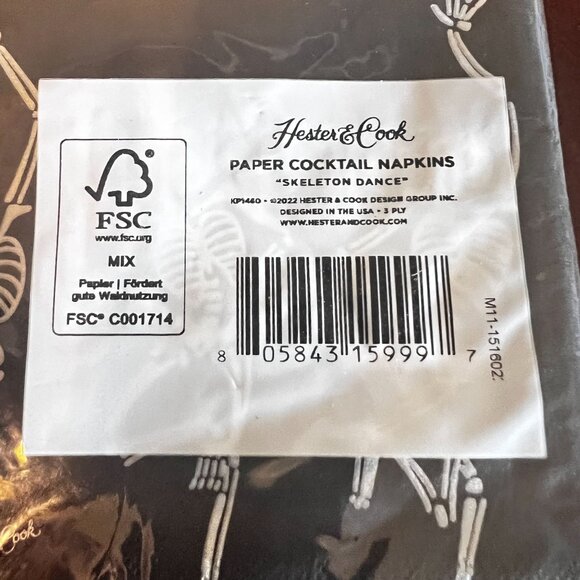 Hester & Cook
PAPER COCKTAIL NAPKINS
"SKELETON DANCE"
KP1460 • ©2022 HESTER & COOK DESIGN GROUP INC.
DESIGNED IN THE USA • 3 PLY
WWW.HESTERANDCOOK.COM
FSC
www.fsc.org
MIX
Papier | Fördert
gute Waldnutzung
FSC® C001714
8 05843 15999 7
M11-151602
Cook